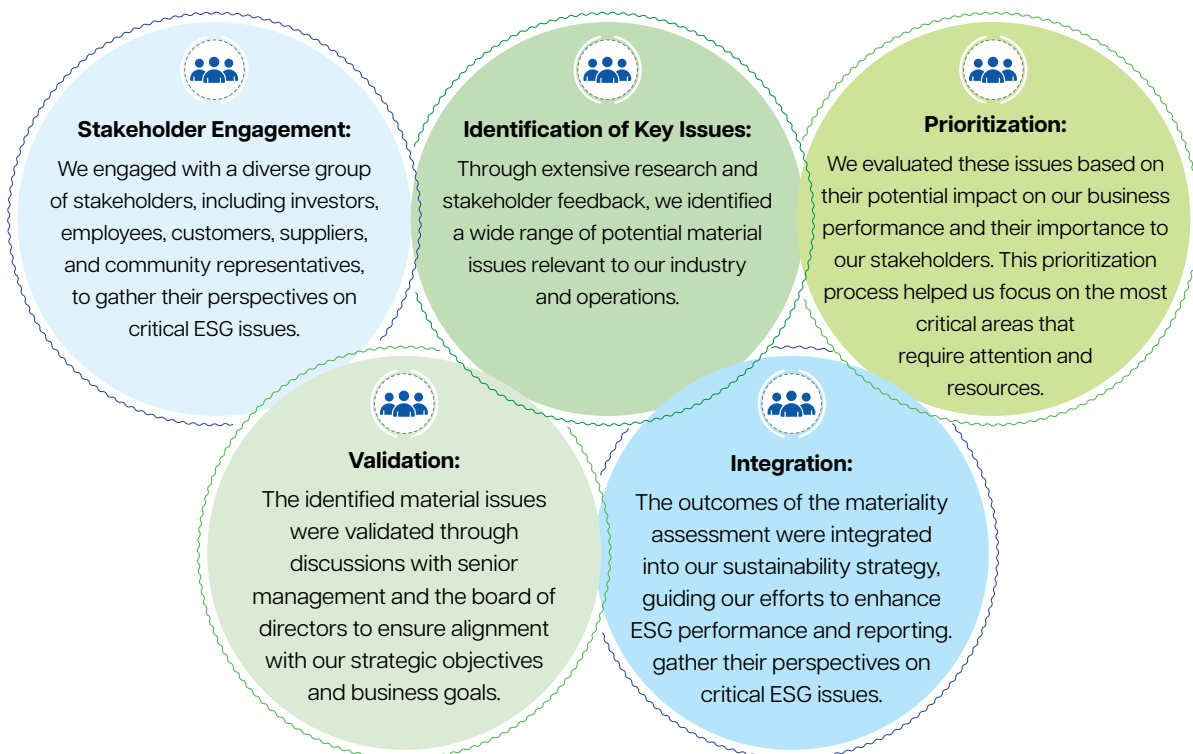 Stakeholder Engagement:
We engaged with a diverse group
of stakeholders, including investors,
employees, customers, suppliers,
and community representatives,
to gather their perspectives on
critical ESG issues.
Identification of Key Issues:
Through extensive research and
stakeholder feedback, we identified
a wide range of potential material
issues relevant to our industry
and operations.
Prioritization:
We evaluated these issues based on
their potential impact on our business
performance and their importance to
our stakeholders. This prioritization
process helped us focus on the most
critical areas that
require attention and
resources.
Validation:
The identified material issues
were validated through
discussions with senior
management and the board of
directors to ensure alignment
with our strategic objectives
and business goals.
Integration:
The outcomes of the materiality
assessment were integrated
into our sustainability strategy,
guiding our efforts to enhance
ESG performance and reporting.
gather their perspectives on
critical ESG issues.